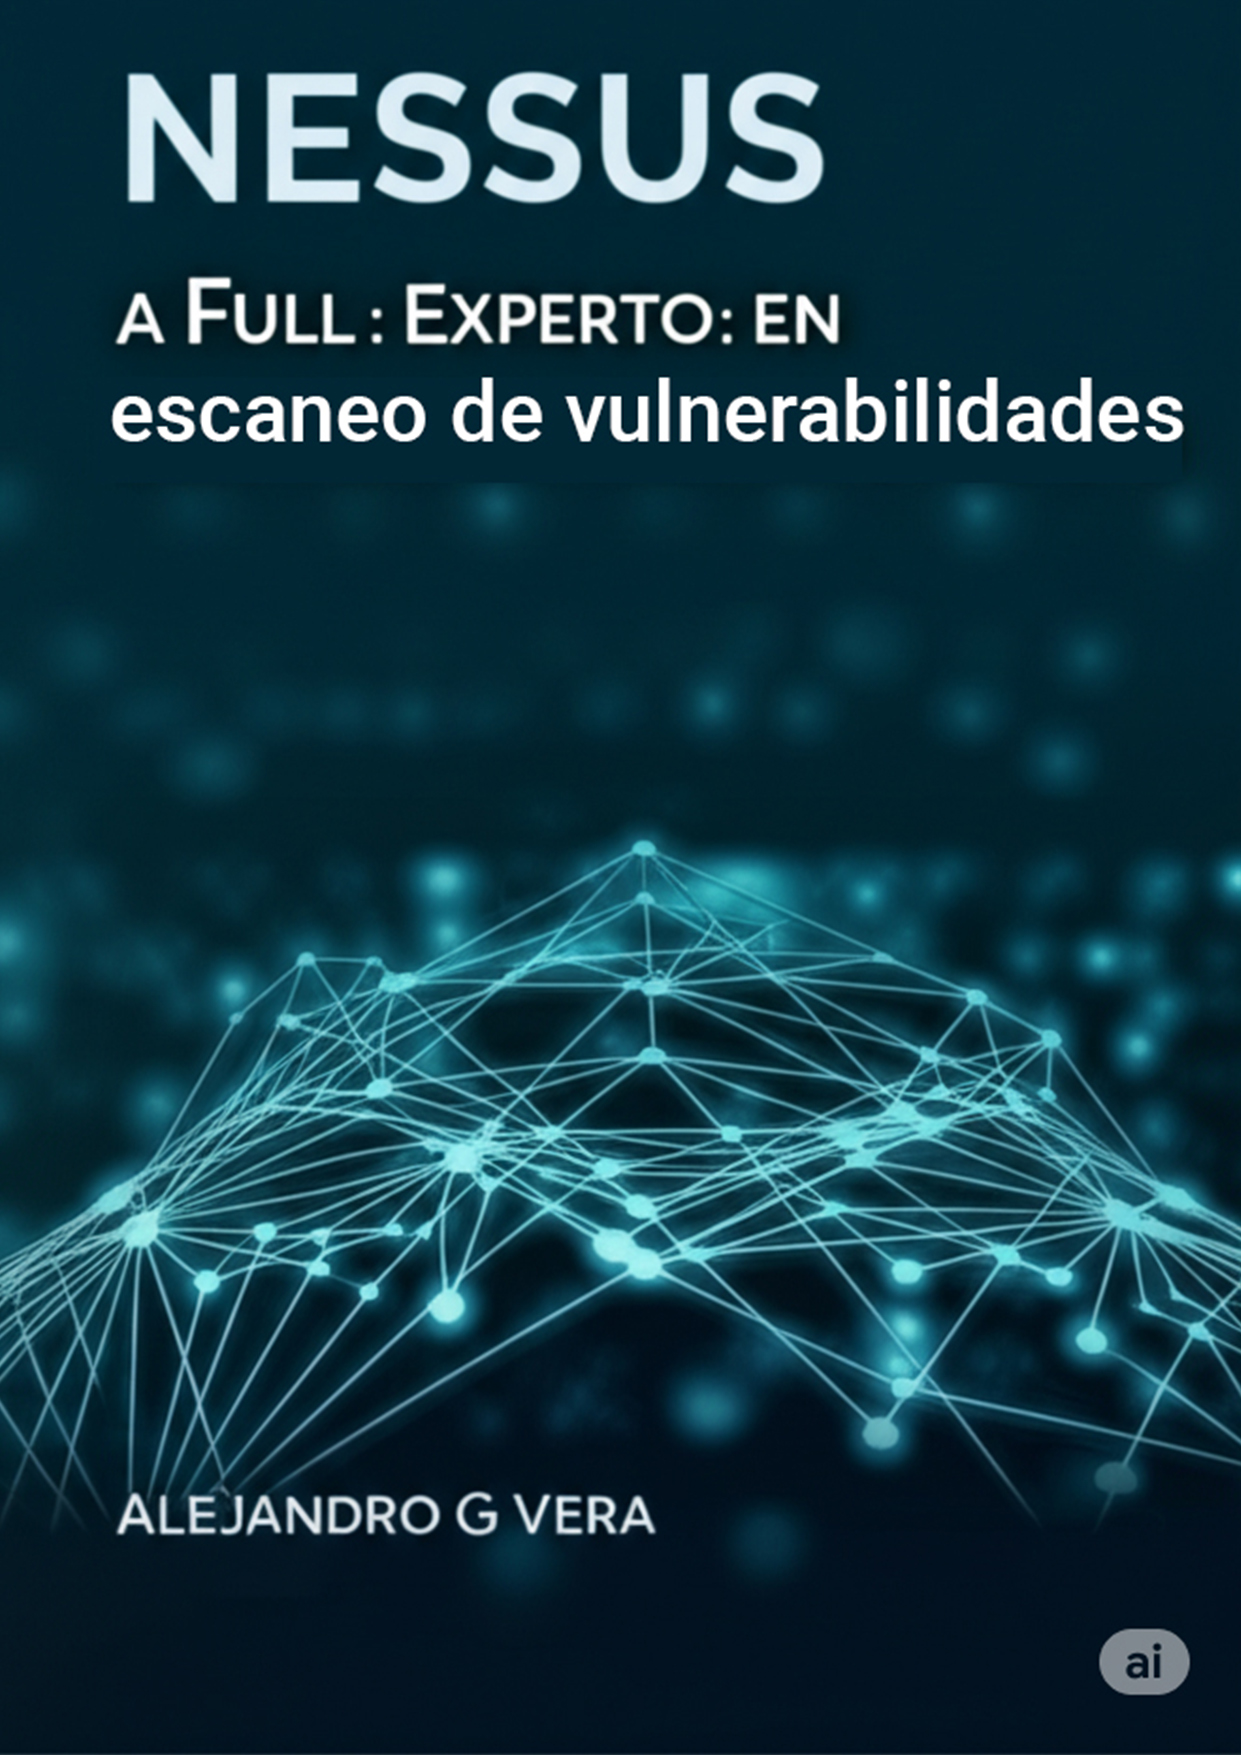 NESSUS
A FULL : EXPERTO: EN
escaneo de vulnerabilidades
ALEJANDRO G VERA
ai